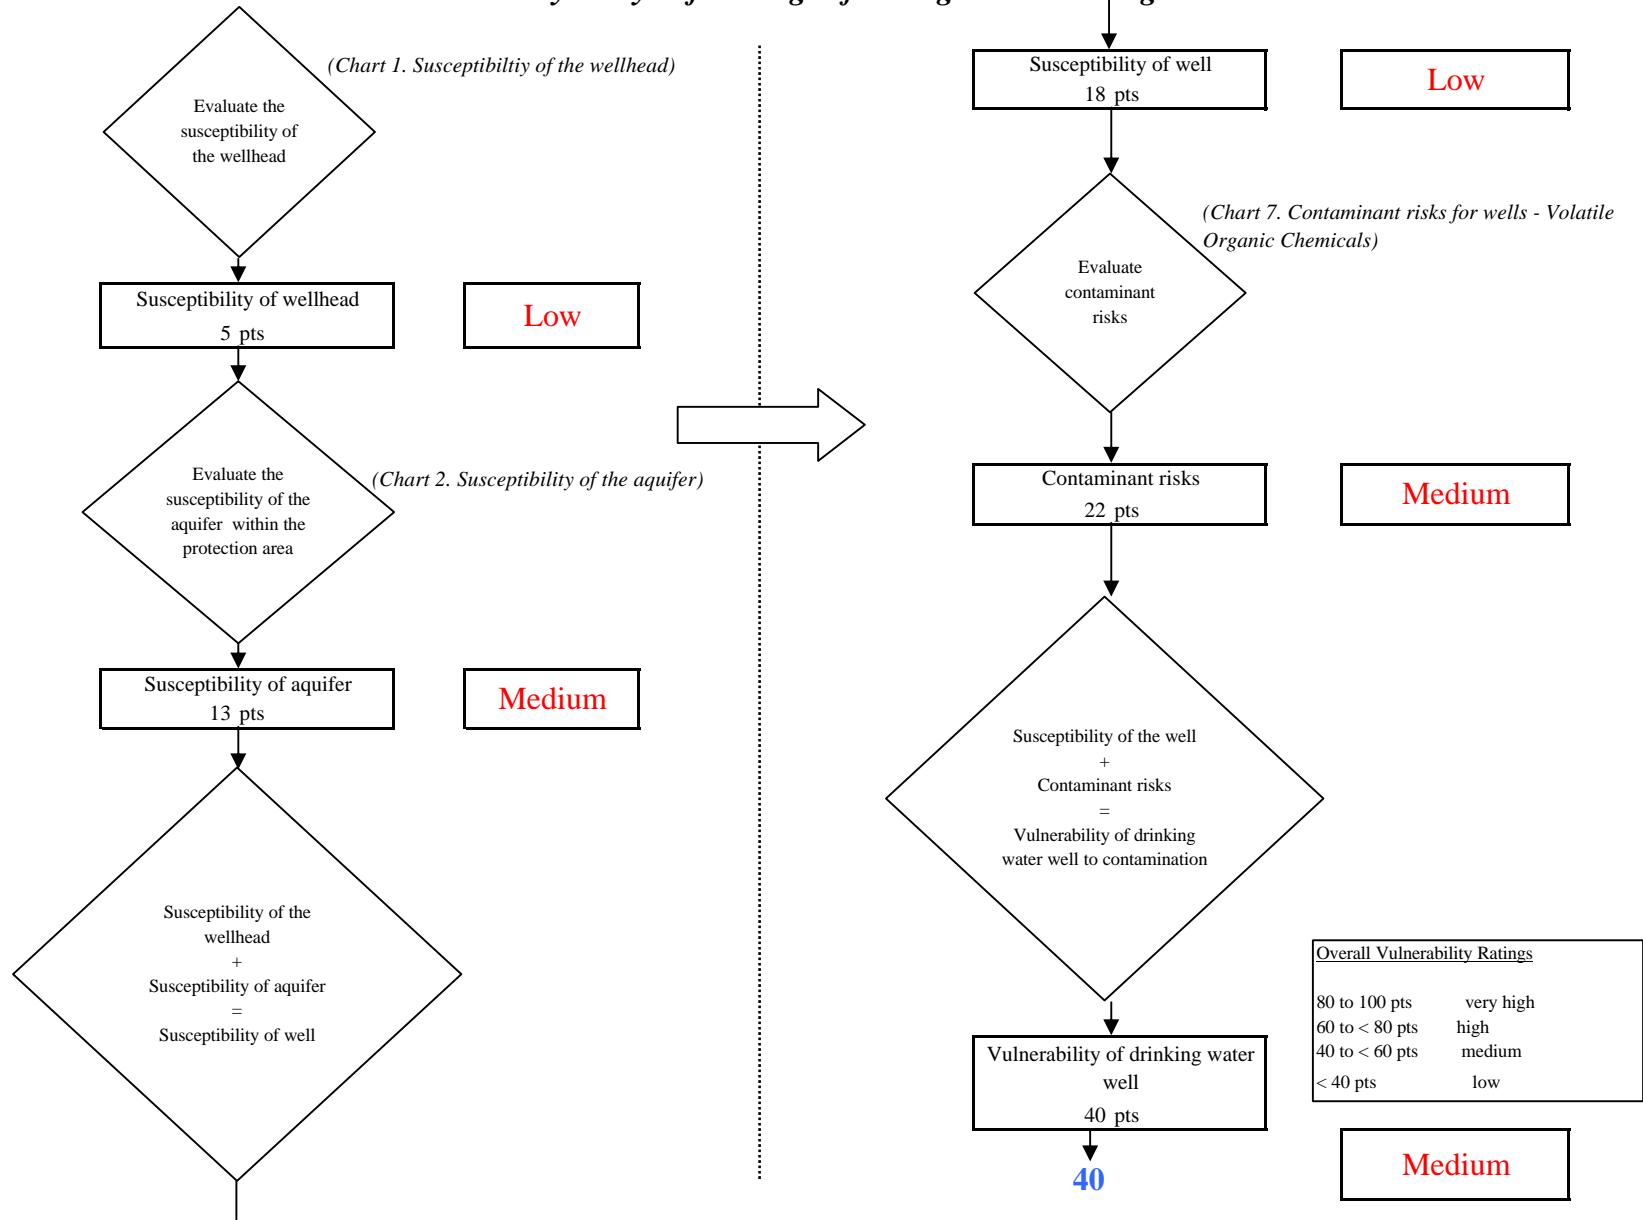 (Chart 1. Susceptibiltiy of the wellhead)
Evaluate the
susceptibility of
the wellhead
Susceptibility of wellhead
5 pts
Low
Evaluate the
susceptibility of the
aquifer within the
protection area
(Chart 2. Susceptibility of the aquifer)
Susceptibility of aquifer
13 pts
Medium
Susceptibility of the
wellhead
+
Susceptibility of aquifer
=
Susceptibility of well
Susceptibility of well
18 pts
Low
(Chart 7. Contaminant risks for wells - Volatile
Organic Chemicals)
Evaluate
contaminant
risks
Contaminant risks
22 pts
Medium
Susceptibility of the well
+
Contaminant risks
=
Vulnerability of drinking
water well to contamination
Overall Vulnerability Ratings
80 to 100 pts very high
60 to < 80 pts high
40 to < 60 pts medium
< 40 pts low
Vulnerability of drinking water
well
40 pts
40
Medium